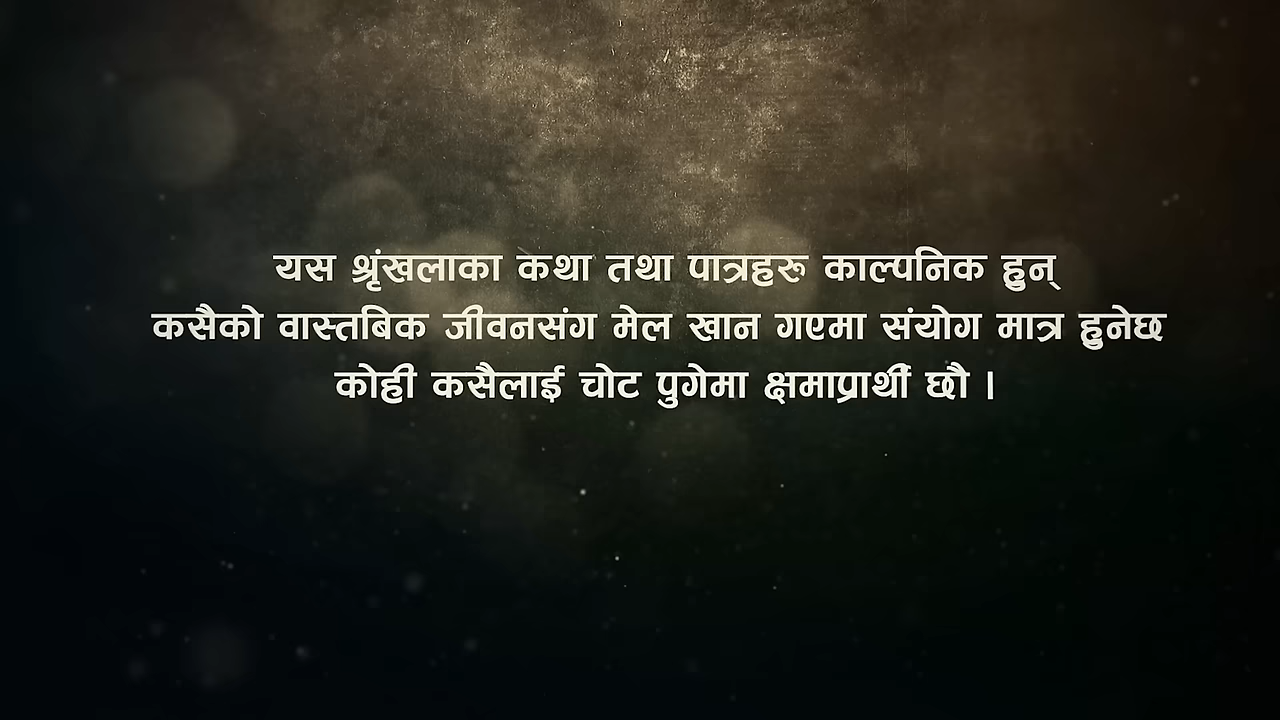 यस श्रृंखलाका कथा तथा पात्रहरू काल्पनिक हुन्
कसैको वास्तबिक जीवनसंग मेल खान गएमा संयोग मात्र हुनेछ
कोही कसैलाई चोट पुगेमा क्षमाप्रार्थी छौ ।